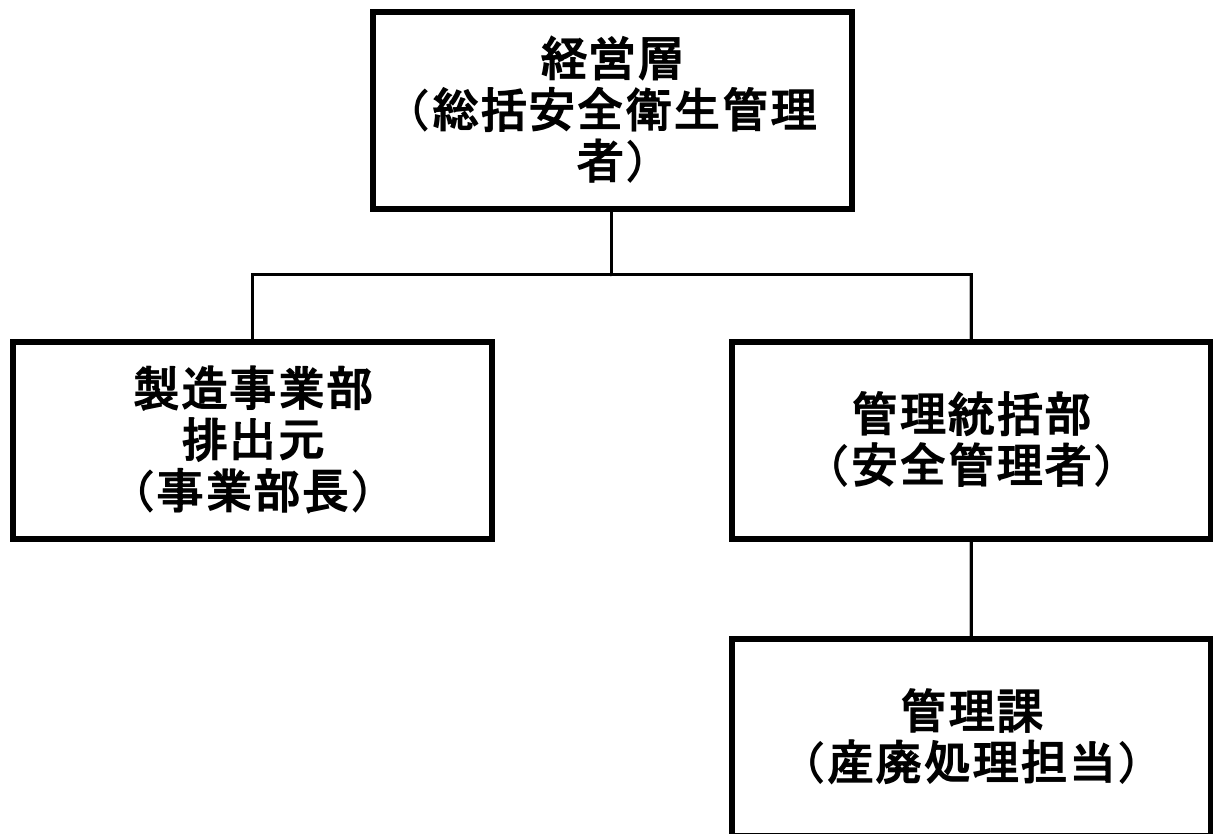 経営層
（総括安全衛生管理
者）
製造事業部
排出元
（事業部長）
管理統括部
（安全管理者）
管理課
（産廃処理担当）